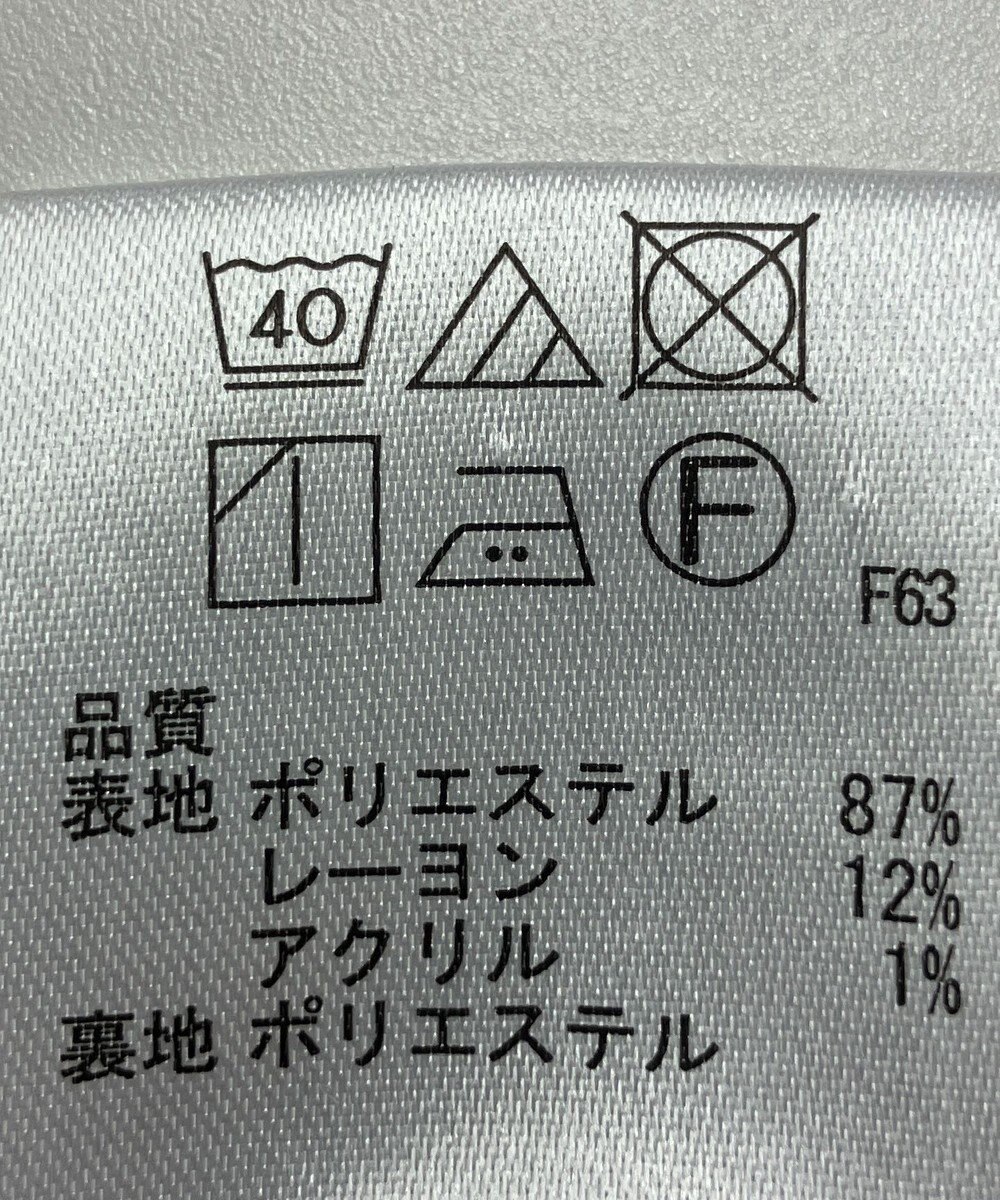 40
F
F63
品質
表地 ポリエステル 87%
レーヨン 12%
アクリル 1%
裏地 ポリエステル